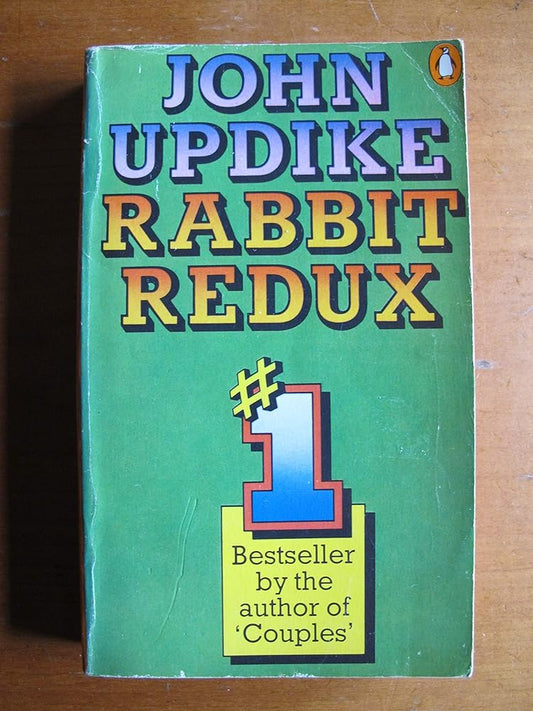 JOHN
UPDIKE
RABBIT
REDUX
#1
Bestseller
by the
author of
‘Couples’